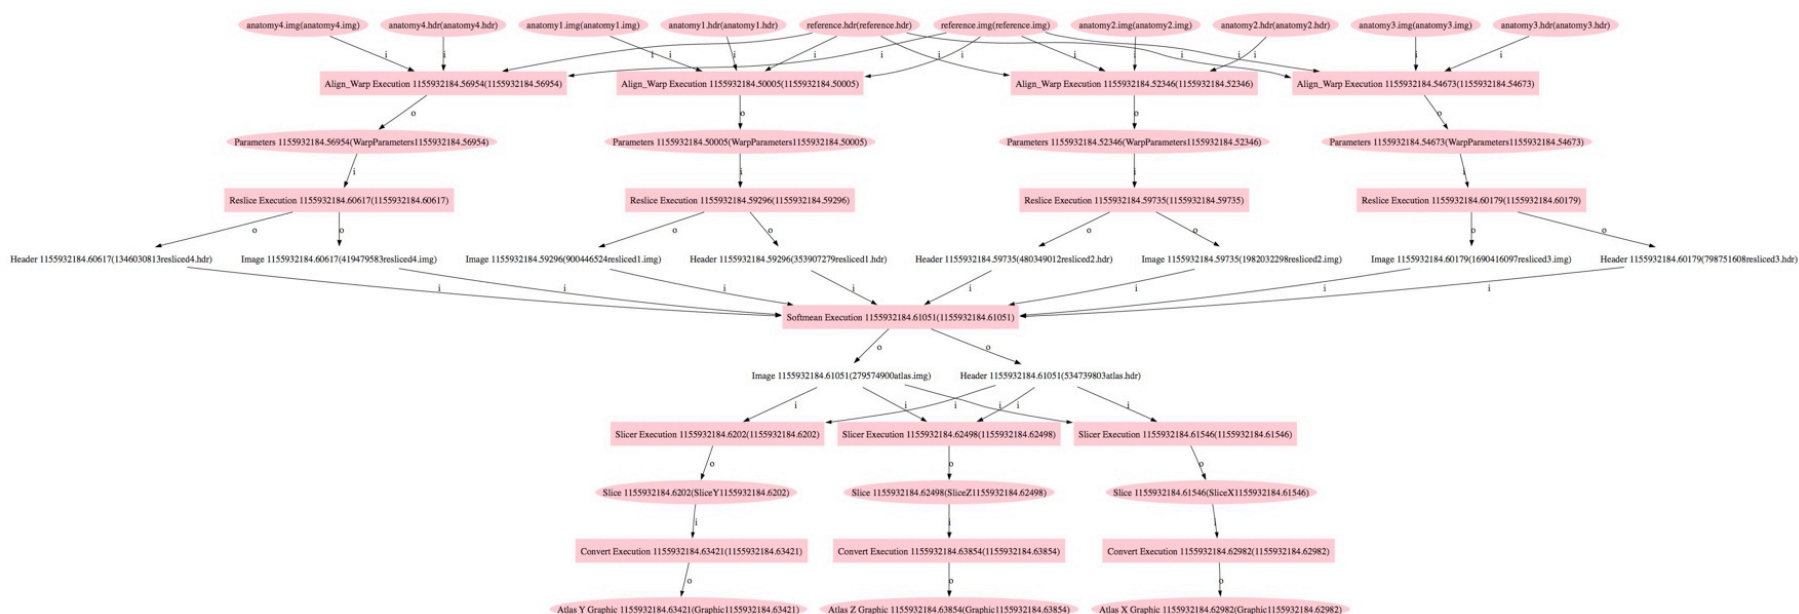 anatomy4.img(anatomy4.img) anatomy4.hdr(anatomy4.hdr) anatomy1.img(anatomy1.img) anatomy1.hdr(anatomy1.hdr) reference.hdr(reference.hdr) reference.img(reference.img) anatomy2.img(anatomy2.img) anatomy2.hdr(anatomy2.hdr) anatomy3.img(anatomy3.img) anatomy3.hdr(anatomy3.hdr)
i i i i i i i i i i i i i i i i
Align_Warp Execution 1155932184.56954(1155932184.56954) Align_Warp Execution 1155932184.50005(1155932184.50005) Align_Warp Execution 1155932184.52346(1155932184.52346) Align_Warp Execution 1155932184.54673(1155932184.54673)
o o o o
Parameters 1155932184.56954(WarpParameters1155932184.56954) Parameters 1155932184.50005(WarpParameters1155932184.50005) Parameters 1155932184.52346(WarpParameters1155932184.52346) Parameters 1155932184.54673(WarpParameters1155932184.54673)
i i i i
Reslice Execution 1155932184.60617(1155932184.60617) Reslice Execution 1155932184.59296(1155932184.59296) Reslice Execution 1155932184.59735(1155932184.59735) Reslice Execution 1155932184.60179(1155932184.60179)
o o o o o o o o
Header 1155932184.60617(1346030813resliced4.hdr) Image 1155932184.60617(419479583resliced4.img) Image 1155932184.59296(900446524resliced1.img) Header 1155932184.59296(353907279resliced1.hdr) Header 1155932184.59735(480349012resliced2.hdr) Image 1155932184.59735(1982032298resliced2.img) Image 1155932184.60179(1690416097resliced3.img) Header 1155932184.60179(798751608resliced3.hdr)
i i i i i i i i
Softmean Execution 1155932184.61051(1155932184.61051)
o o
Image 1155932184.61051(279574900atlas.img) Header 1155932184.61051(534739803atlas.hdr)
i i i i i i
Slicer Execution 1155932184.6202(1155932184.6202) Slicer Execution 1155932184.62498(1155932184.62498) Slicer Execution 1155932184.61546(1155932184.61546)
o o o
Slice 1155932184.6202(SliceY1155932184.6202) Slice 1155932184.62498(SliceZ1155932184.62498) Slice 1155932184.61546(SliceX1155932184.61546)
i i i
Convert Execution 1155932184.63421(1155932184.63421) Convert Execution 1155932184.63854(1155932184.63854) Convert Execution 1155932184.62982(1155932184.62982)
o o o
Atlas Y Graphic 1155932184.63421(Graphic1155932184.63421) Atlas Z Graphic 1155932184.63854(Graphic1155932184.63854) Atlas X Graphic 1155932184.62982(Graphic1155932184.62982)